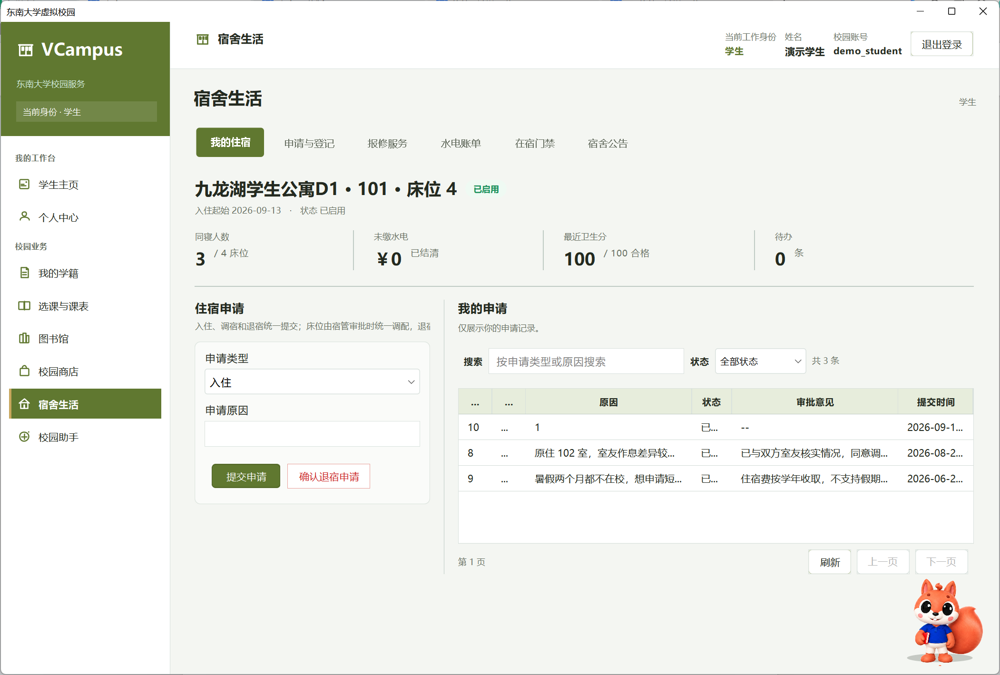 东南大学虚拟校园
VCampus
东南大学校园服务
当前身份 · 学生
我的工作台
学生主页
个人中心
校园业务
我的学籍
选课与课表
图书馆
校园商店
宿舍生活
校园助手
宿舍生活
当前工作身份 姓名 校园账号
学生 演示学生 demo_student
退出登录
宿舍生活
学生
我的住宿 申请与登记 报修服务 水电账单 在宿门禁 宿舍公告
九龙湖学生公寓D1 • 101 • 床位 4 已启用
入住起始 2026-09-13 · 状态 已启用
同寝人数 未缴水电 最近卫生分 待办
3 / 4 床位 ¥0 已结清 100 / 100 合格 0 条
住宿申请
入住、调宿和退宿统一提交；床位由宿管审批时统一调配，退
申请类型
入住
申请原因
提交申请 确认退宿申请
我的申请
仅展示你的申请记录。
搜索 按申请类型或原因搜索 状态 全部状态 共 3 条
... ... 原因 状态 审批意见 提交时间
10 ... 1 已... -- 2026-09-1...
8 ... 原住 102 室，室友作息差异较... 已... 已与双方室友核实情况，同意调... 2026-08-2...
9 ... 暑假两个月都不在校，想申请短... 已... 住宿费按学年收取，不支持假期... 2026-06-2...
第 1 页 刷新 上一页 下一页